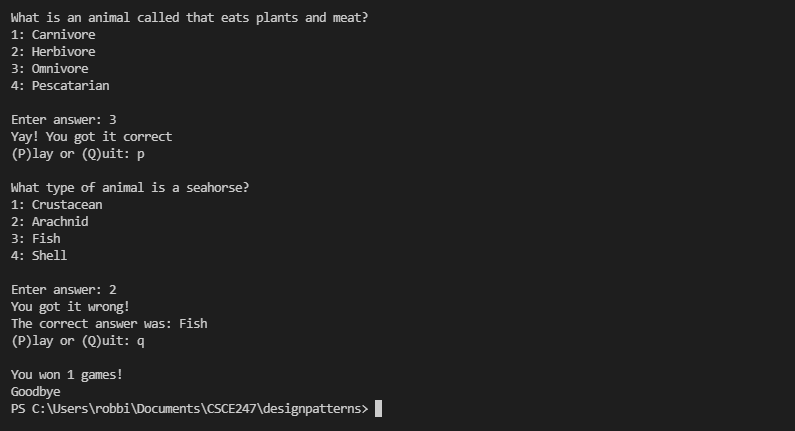 What is an animal called that eats plants and meat?
1: Carnivore
2: Herbivore
3: Omnivore
4: Pescatarian
Enter answer: 3
Yay! You got it correct
(P)lay or (Q)uit: p
What type of animal is a seahorse?
1: Crustacean
2: Arachnid
3: Fish
4: Shell
Enter answer: 2
You got it wrong!
The correct answer was: Fish
(P)lay or (Q)uit: q
You won 1 games!
Goodbye
PS C:\Users\robbi\Documents\CSCE247\designpatterns>